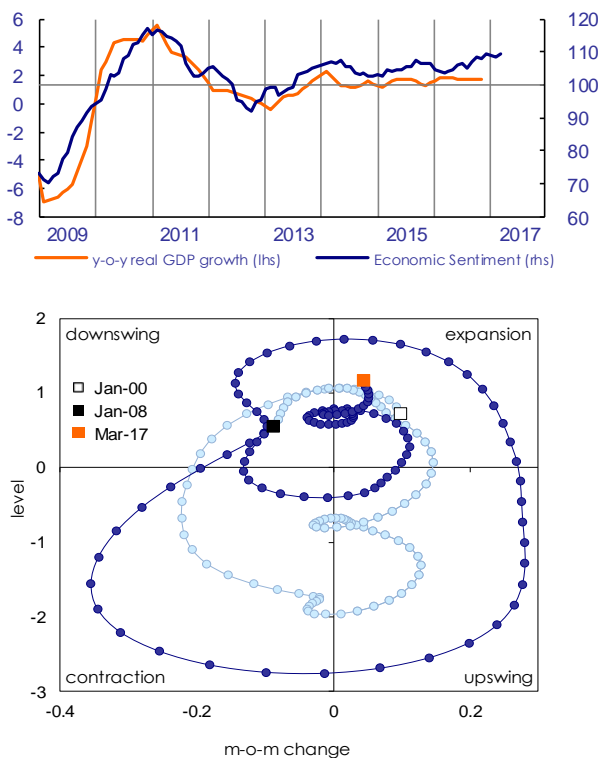 6
4
2
0
-2
-4
-6
-8
120
110
100
90
80
70
60
2009 2011 2013 2015 2017
y-o-y real GDP growth (lhs) Economic Sentiment (rhs)
2
1
0
-1
-2
-3
level
downswing expansion
Jan-00
Jan-08
Mar-17
contraction upswing
-0.4 -0.2 0 0.2
m-o-m change